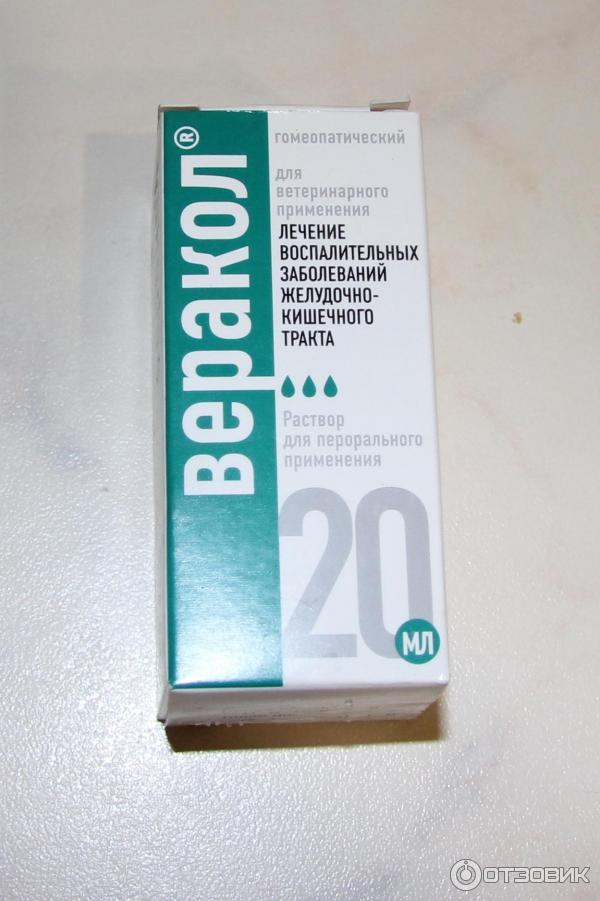 Веракол®
гомеопатический
для
ветеринарного
применения
ЛЕЧЕНИЕ
ВОСПАЛИТЕЛЬНЫХ
ЗАБОЛЕВАНИЙ
ЖЕЛУДОЧНО-
КИШЕЧНОГО
ТРАКТА
Раствор
для перорального
применения
20
МЛ
ОТЗОВИК